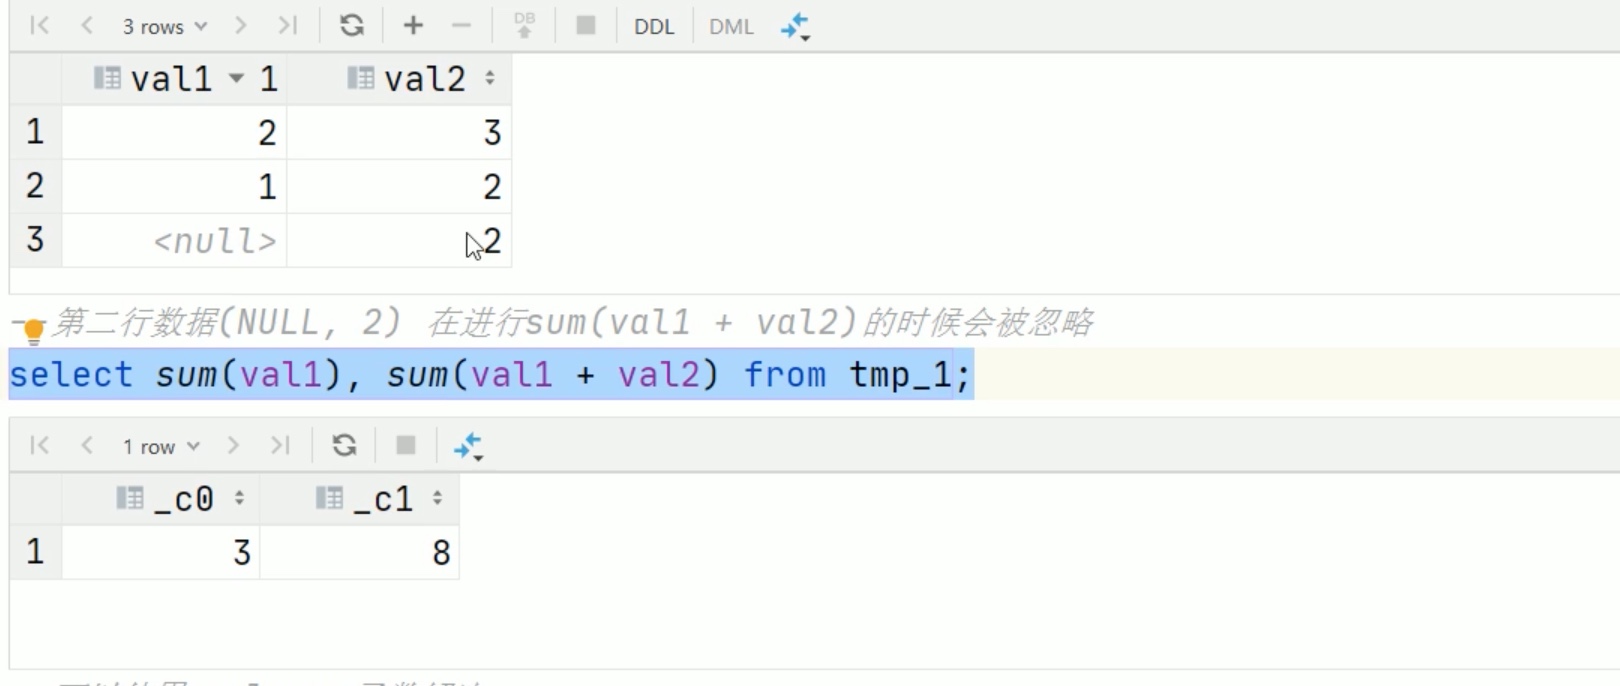 3 rows DB DDL DML
val1 1 val2
1 2 3
2 1 2
3 <null> 2
第二行数据(NULL, 2) 在进行sum(val1 + val2)的时候会被忽略
select sum(val1), sum(val1 + val2) from tmp_1;
1 row
_c0 _c1
1 3 8